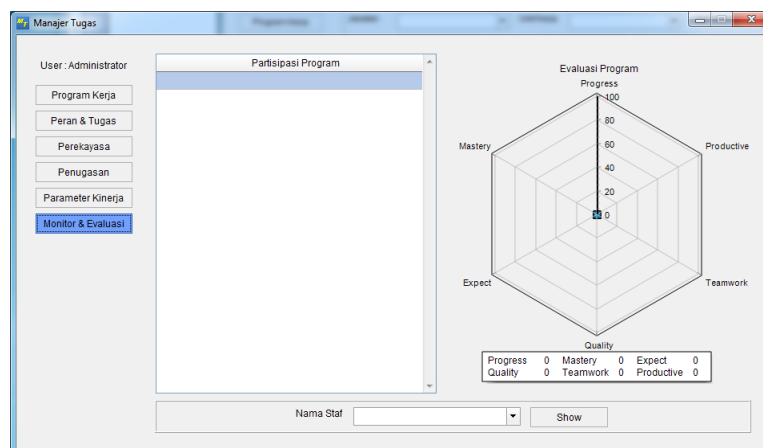 Manajer Tugas
User : Administrator
Program Kerja
Peran & Tugas
Perekayasa
Penugasan
Parameter Kinerja
Monitor & Evaluasi
Partisipasi Program
Evaluasi Program
Progress
100
80
60
40
20
0
Mastery
Productive
Expect
Teamwork
Quality
Progress 0 Mastery 0 Expect 0
Quality 0 Teamwork 0 Productive 0
Nama Staf
Show